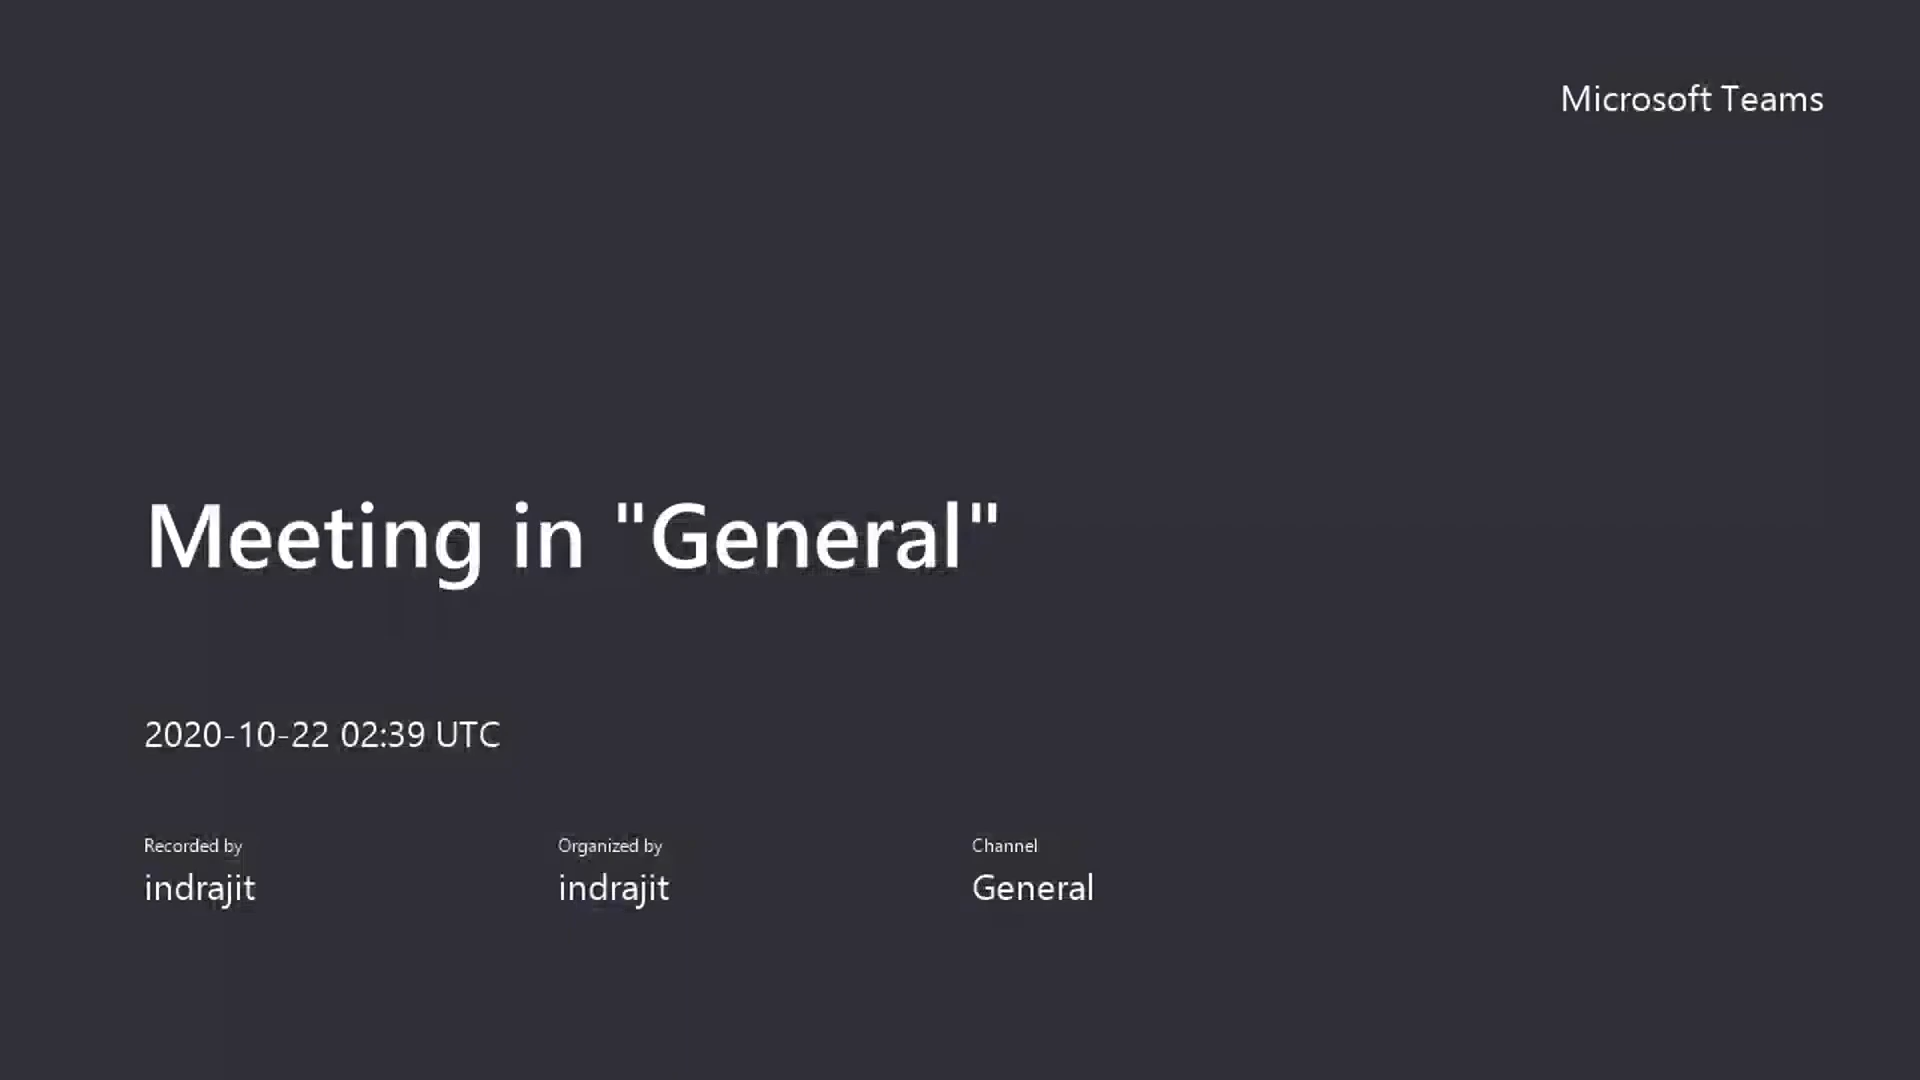 Microsoft Teams
Meeting in "General"
2020-10-22 02:39 UTC
Recorded by
indrajit
Organized by
indrajit
Channel
General